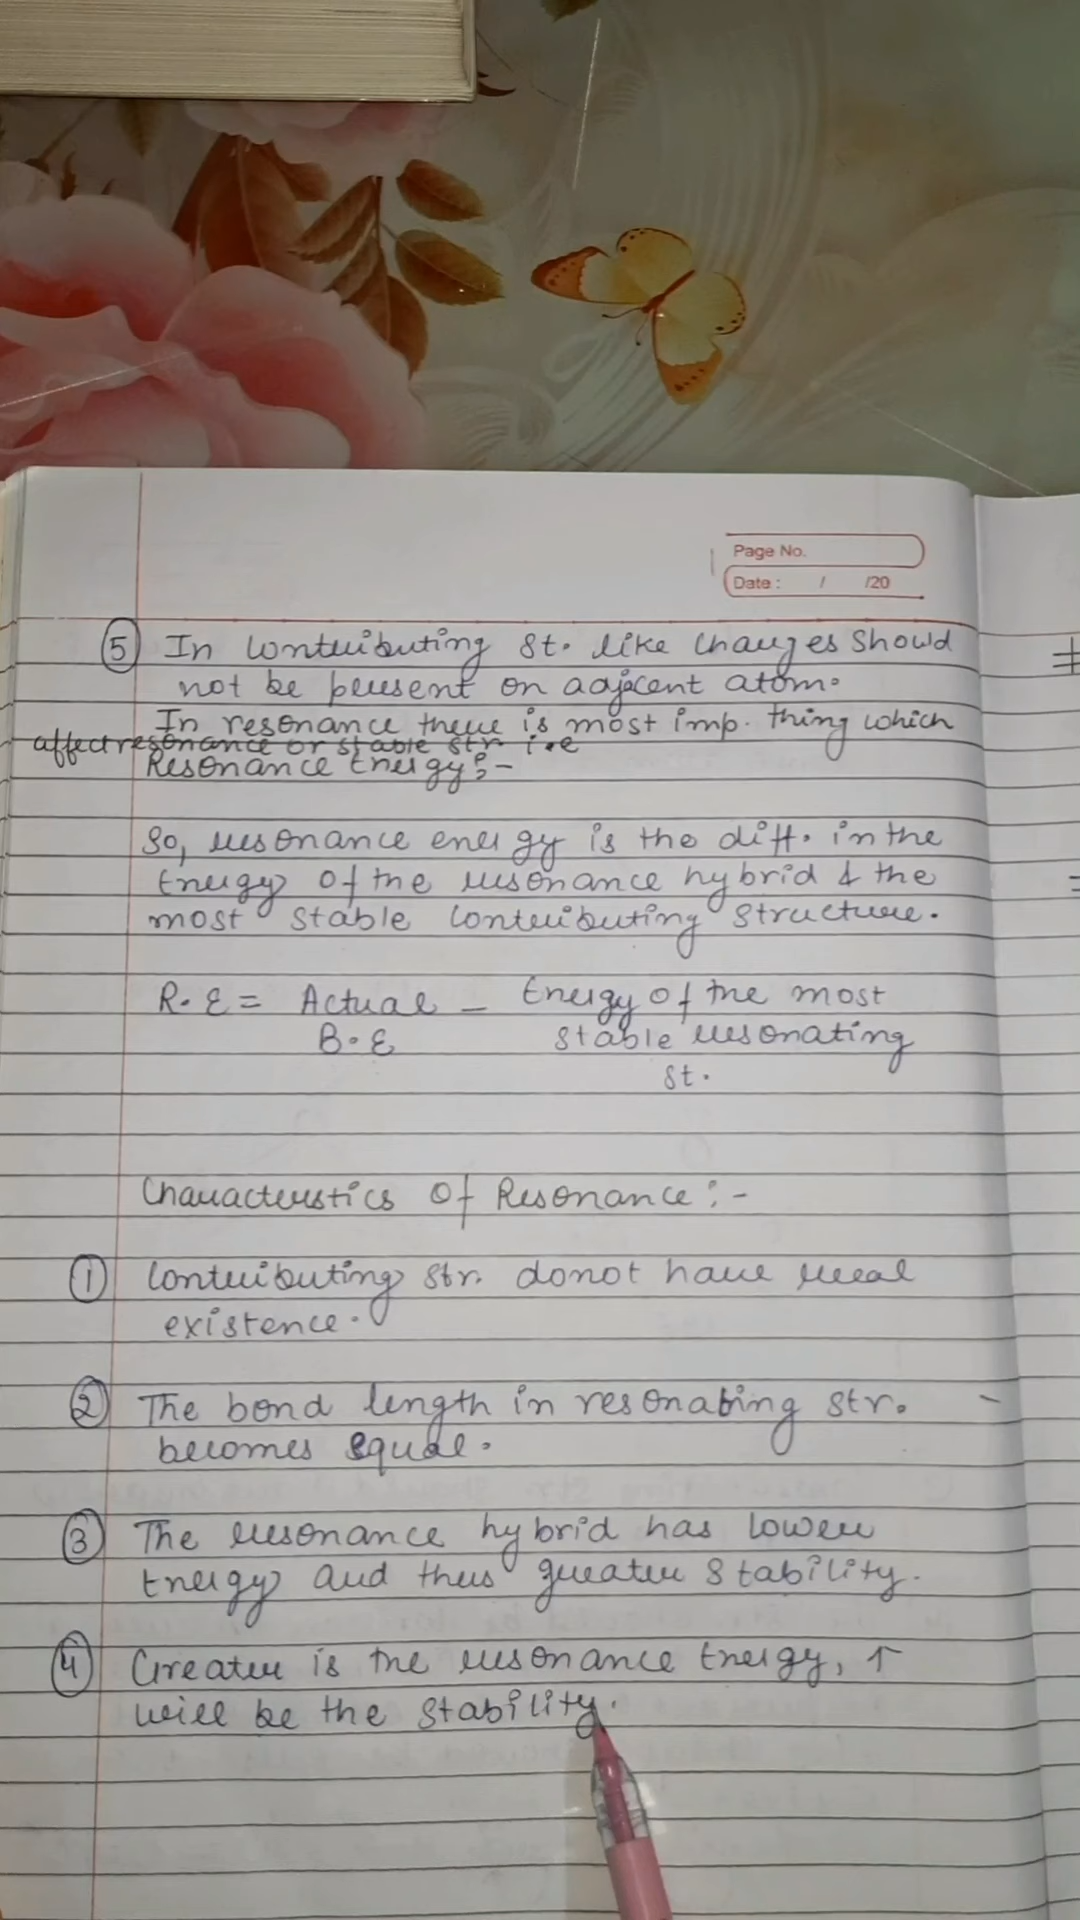 Page No.
Date : / /20
⑤ In Contributing St. like charges should
not be present on adjacent atom.
In resonance there is most imp. thing which
affect resonance or stable str i.e
Resonance Energy :-
So, resonance energy is the diff. in the
Energy of the resonance hybrid & the
most stable contributing structure.
R.E = Actual - Energy of the most
B.E stable resonating
st.
Characteristics of Resonance : -
① Contributing str. donot have real
existence.
② The bond length in resonating str.
becomes equal.
③ The resonance hybrid has lower
Energy and thus greater stability.
④ Greater is the resonance Energy, ↑
will be the stability.